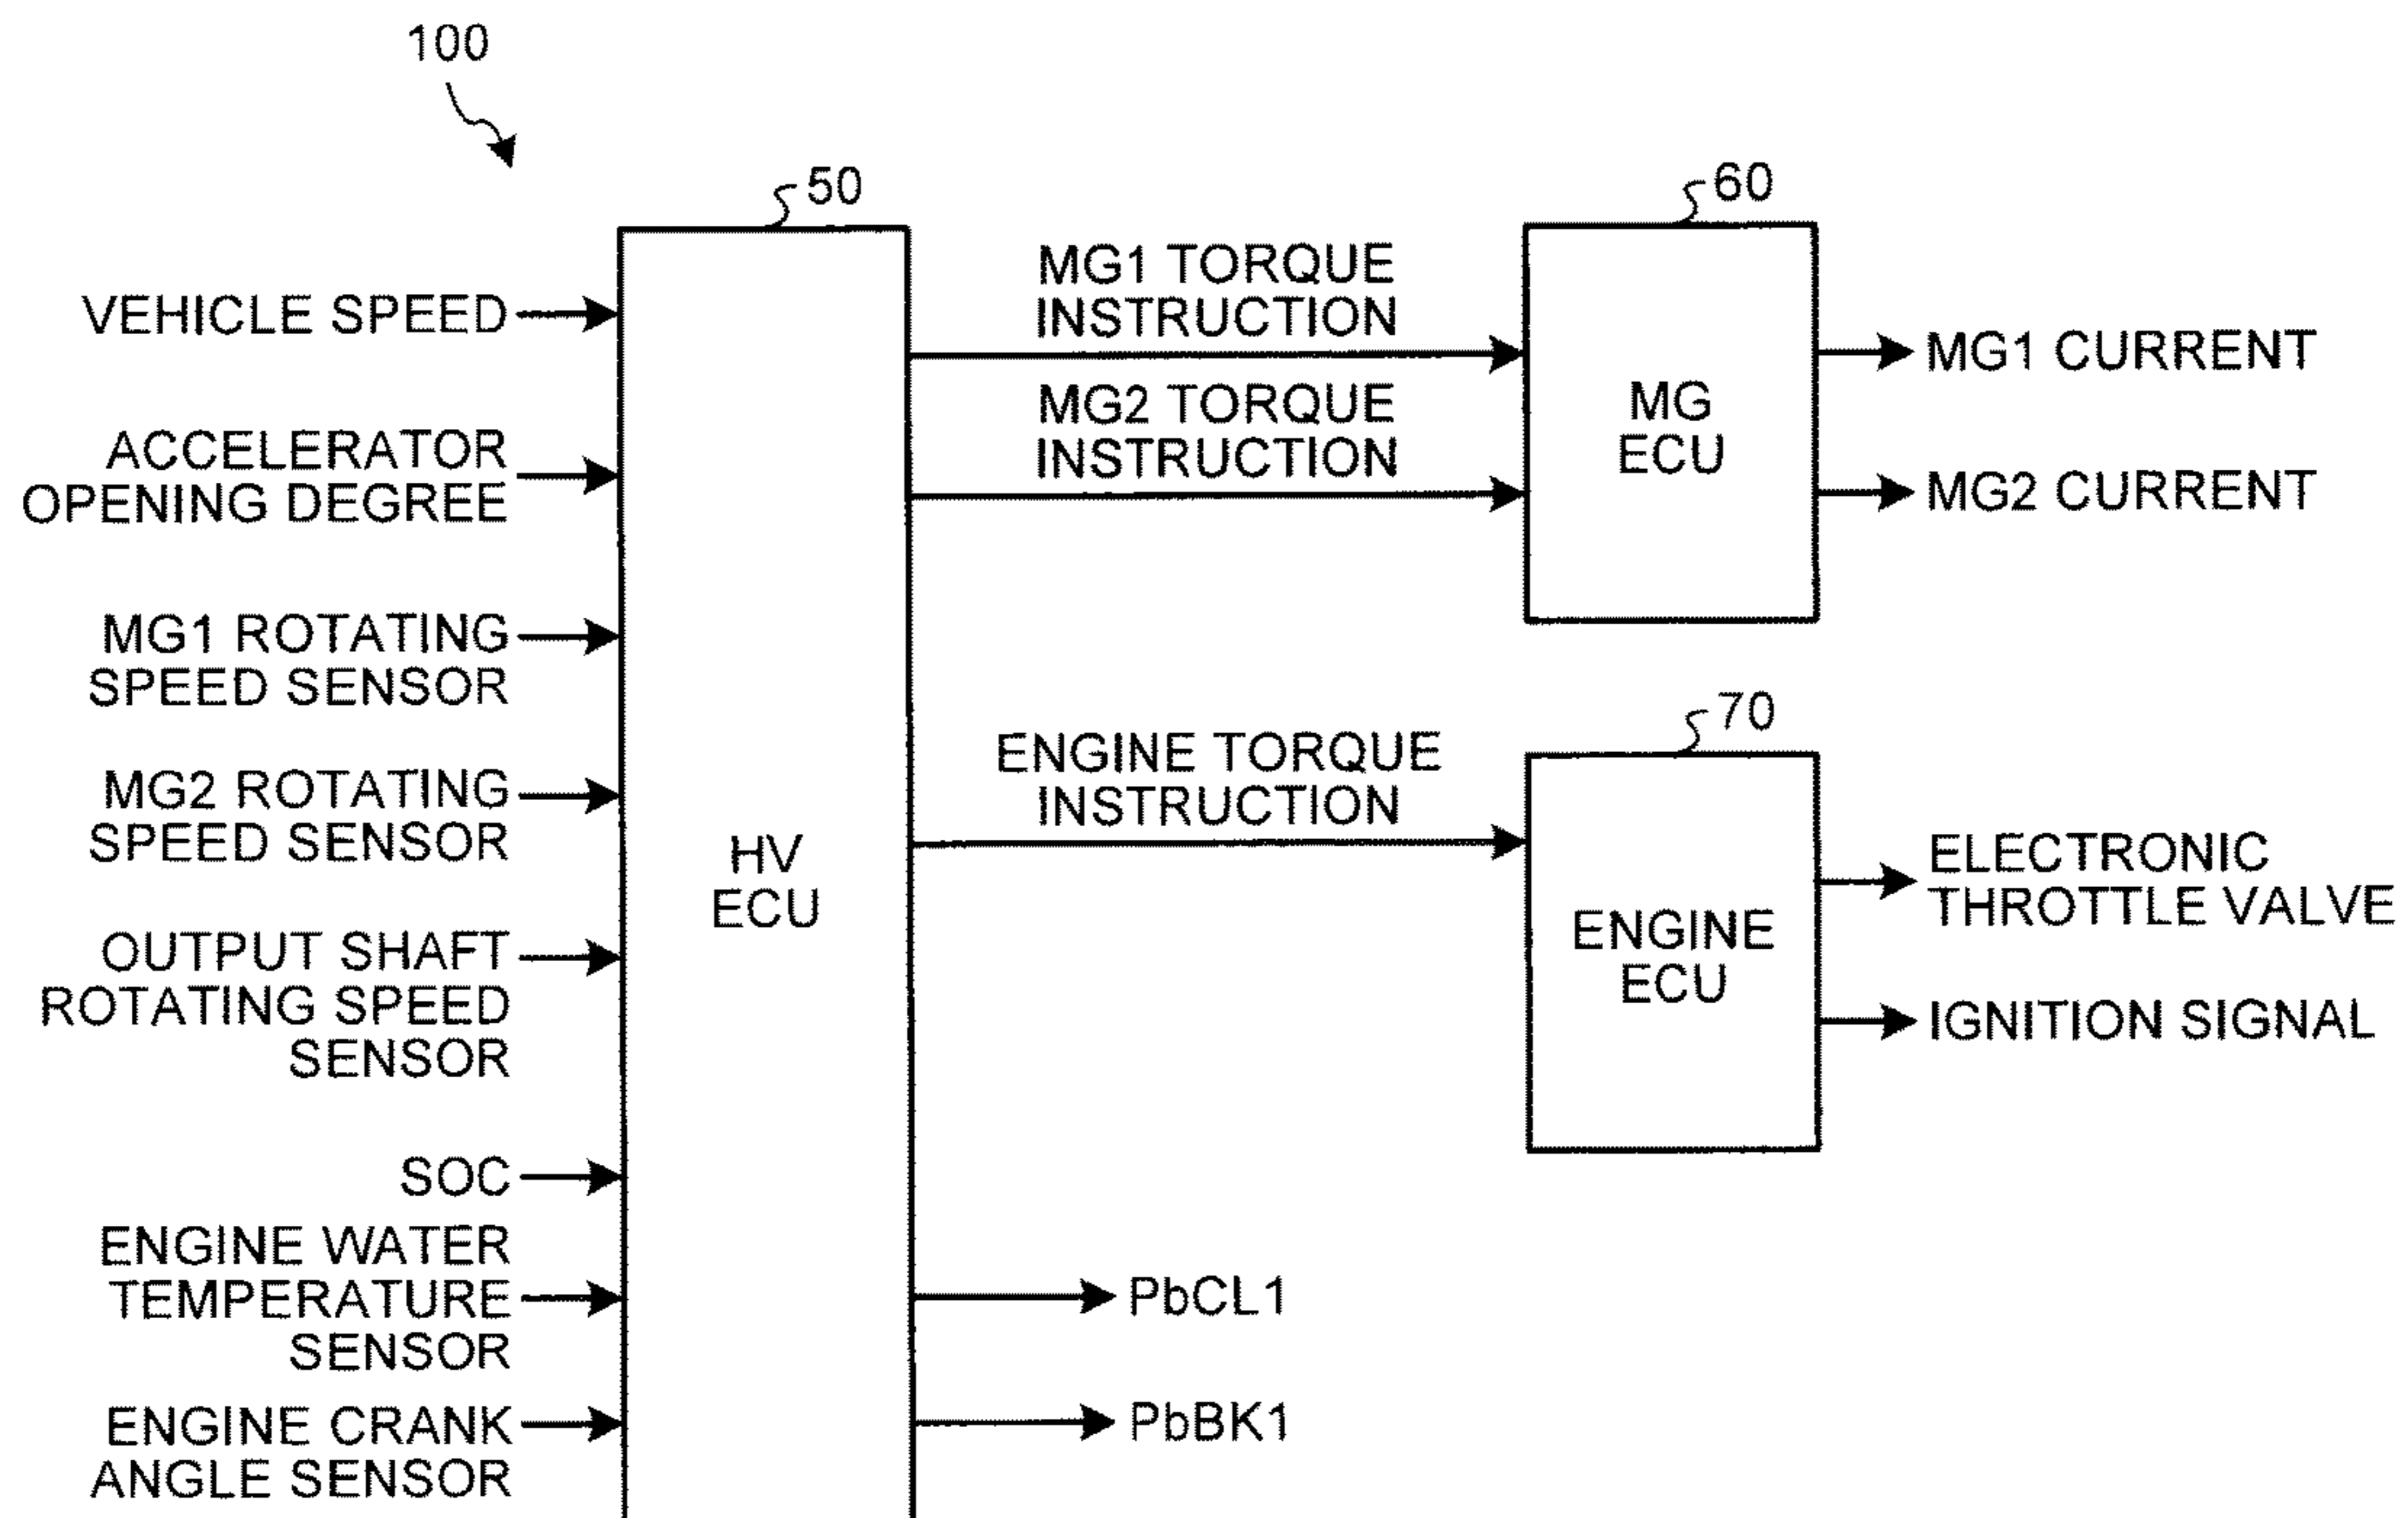 100
50
60
VEHICLE SPEED
ACCELERATOR
OPENING DEGREE
MG1 ROTATING
SPEED SENSOR
MG2 ROTATING
SPEED SENSOR
OUTPUT SHAFT
ROTATING SPEED
SENSOR
SOC
ENGINE WATER
TEMPERATURE
SENSOR
ENGINE CRANK
ANGLE SENSOR
HV
ECU
MG1 TORQUE
INSTRUCTION
MG2 TORQUE
INSTRUCTION
ENGINE TORQUE
INSTRUCTION
PbCL1
PbBK1
MG
ECU
MG1 CURRENT
MG2 CURRENT
70
ENGINE
ECU
ELECTRONIC
THROTTLE VALVE
IGNITION SIGNAL